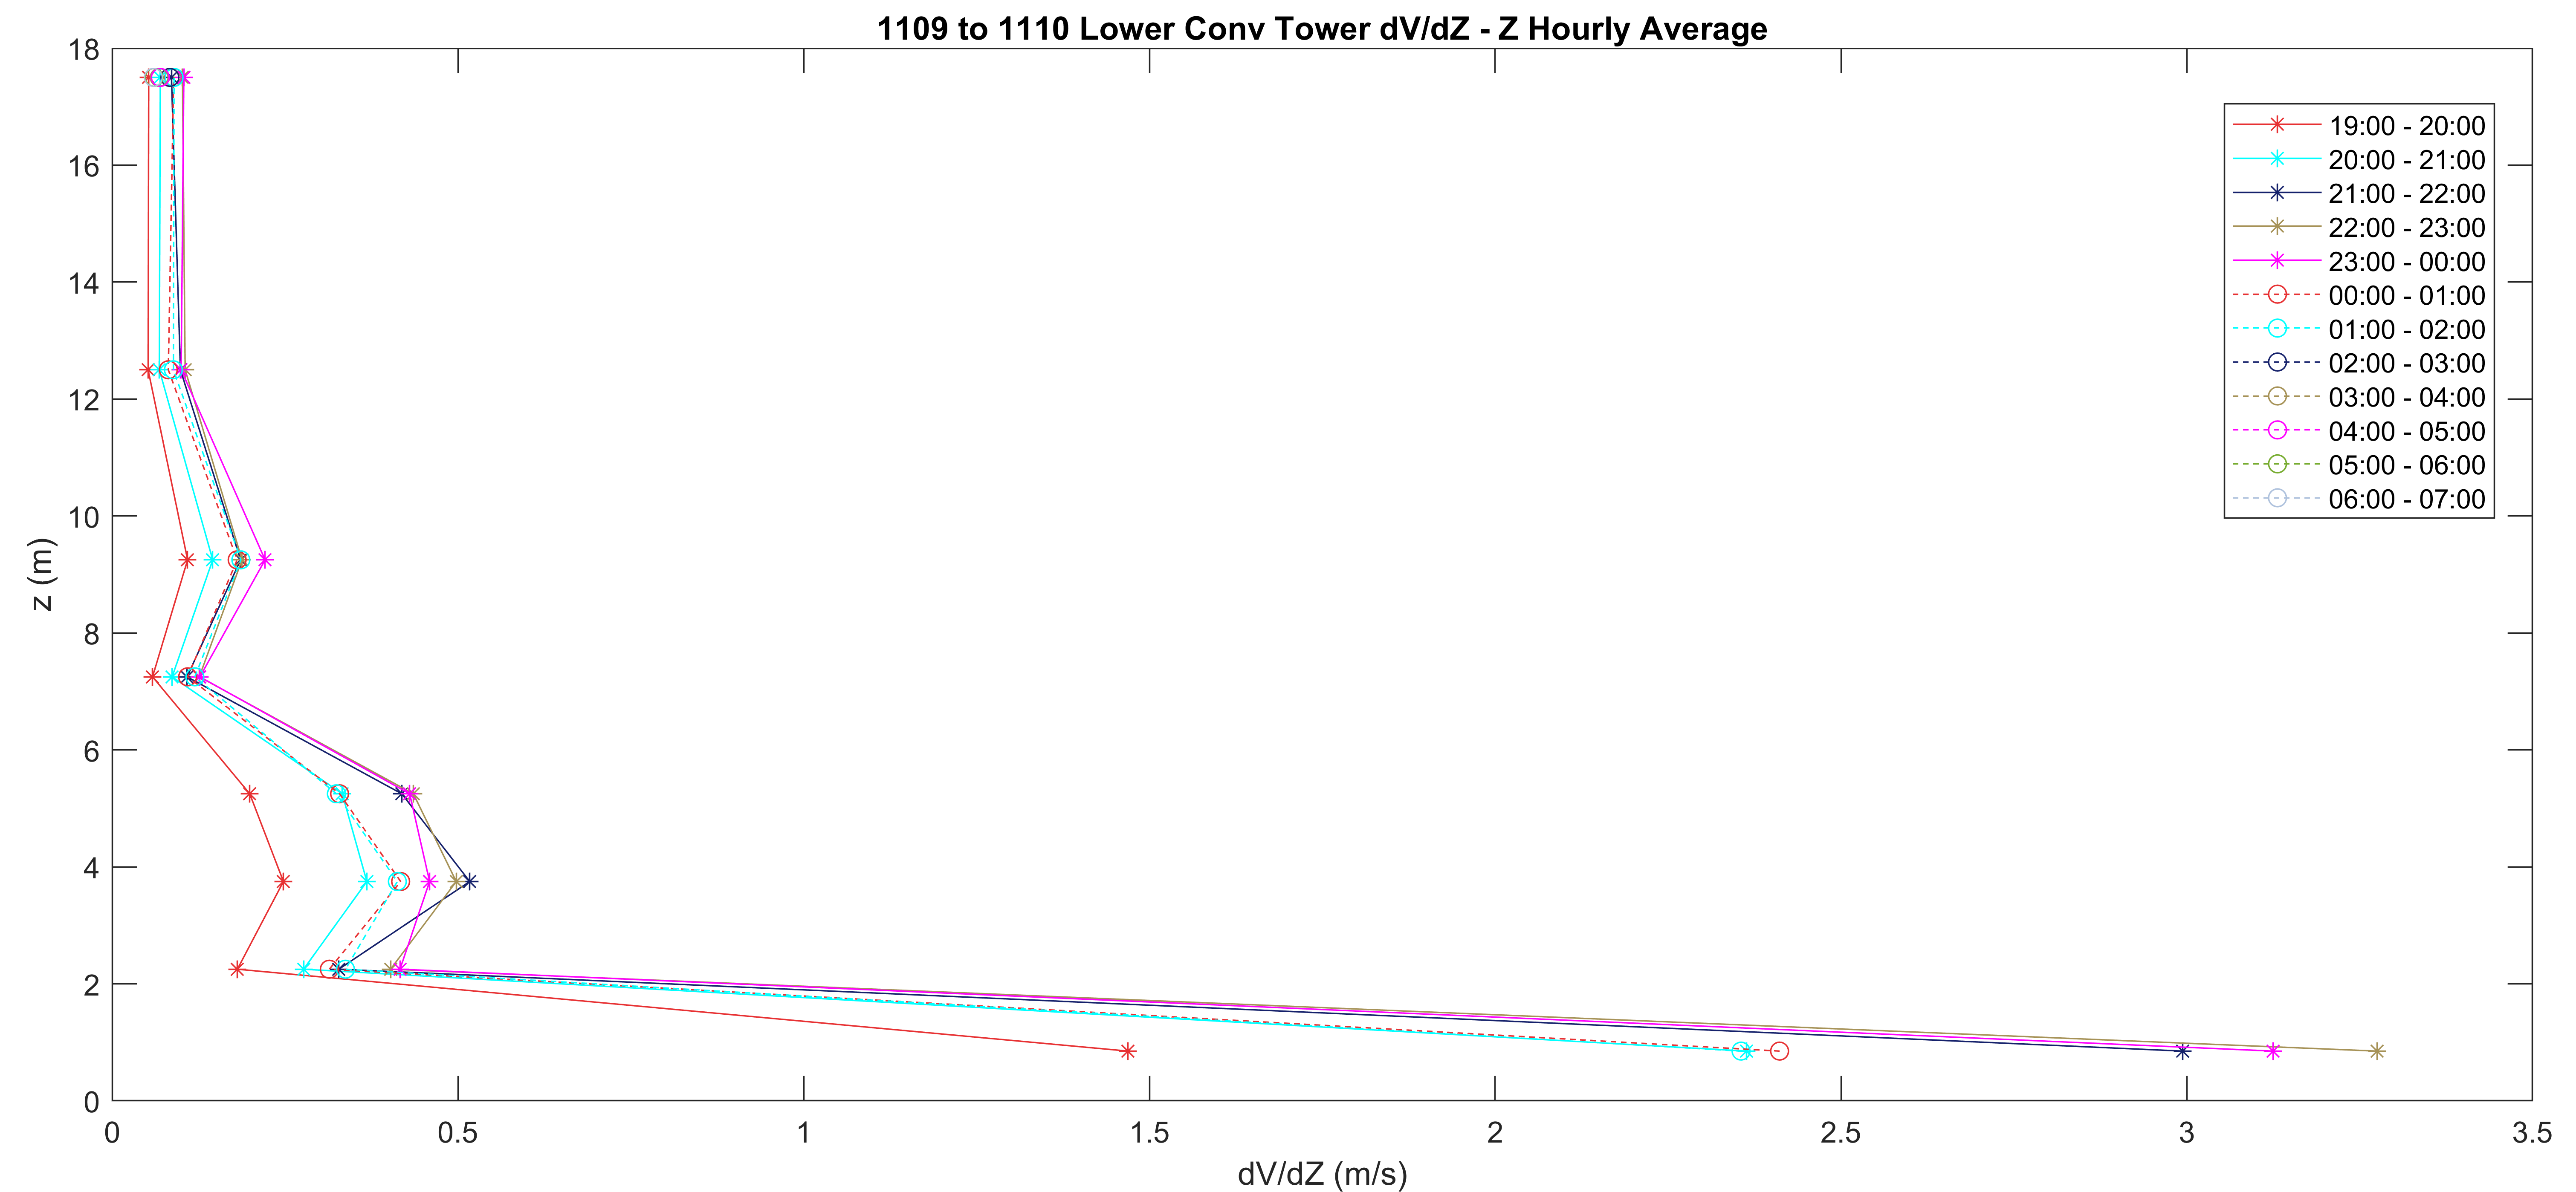 1109 to 1110 Lower Conv Tower dV/dZ - Z Hourly Average
18
16
14
12
10
8
6
4
2
0
z (m)
19:00 - 20:00
20:00 - 21:00
21:00 - 22:00
22:00 - 23:00
23:00 - 00:00
00:00 - 01:00
01:00 - 02:00
02:00 - 03:00
03:00 - 04:00
04:00 - 05:00
05:00 - 06:00
06:00 - 07:00
0 0.5 1 1.5 2 2.5 3 3.5
dV/dZ (m/s)